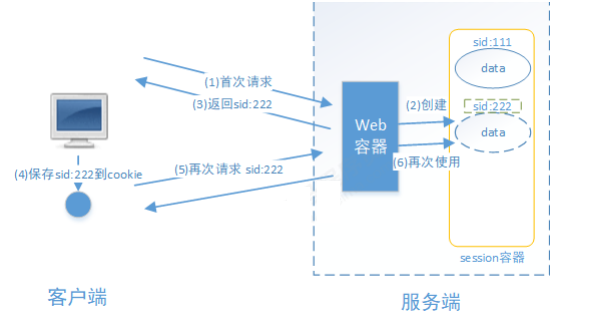 sid:111
data
(1)首次请求
(3)返回sid:222
(2)创建
sid:222
data
Web
容器
(6)再次使用
(4)保存sid:222到cookie
(5)再次请求 sid:222
session容器
客户端
服务端